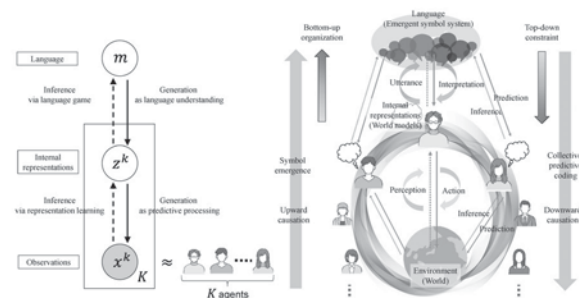 Language
m
Inference
via language game
Generation
as language understanding
Internal
representations
z^k
Inference
via representation learning
Generation
as predictive processing
Observations
x^k
K
≈
K agents
Bottom-up
organization
Language
(Emergent symbol system)
Top-down
constraint
Utterance
Interpretation
Internal
representations
(World models)
Prediction
Inference
Symbol
emergence
Upward
causation
Perception
Action
Inference
Prediction
Collective
predictive
coding
Downward
causation
Environment
(World)